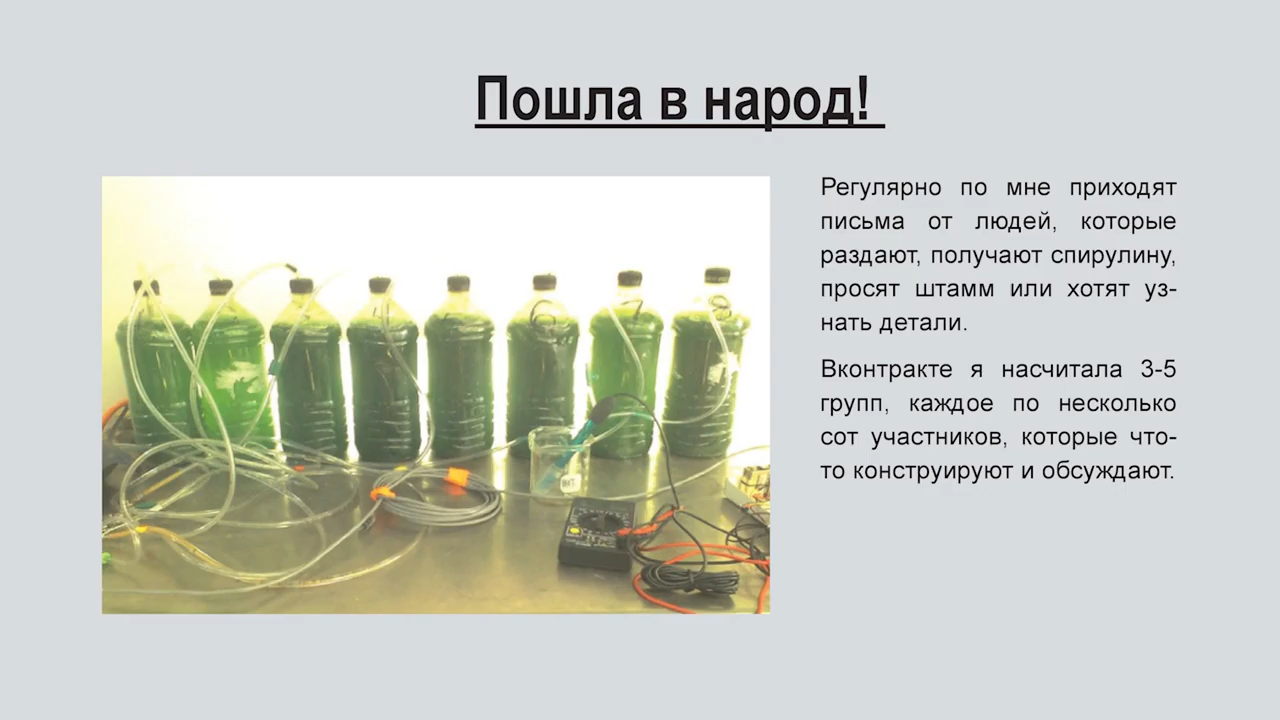 Пошла в народ!
Регулярно по мне приходят
письма от людей, которые
раздают, получают спирулину,
просят штамм или хотят уз-
нать детали.
Вконтракте я насчитала 3-5
групп, каждое по несколько
сот участников, которые что-
то конструируют и обсуждают.